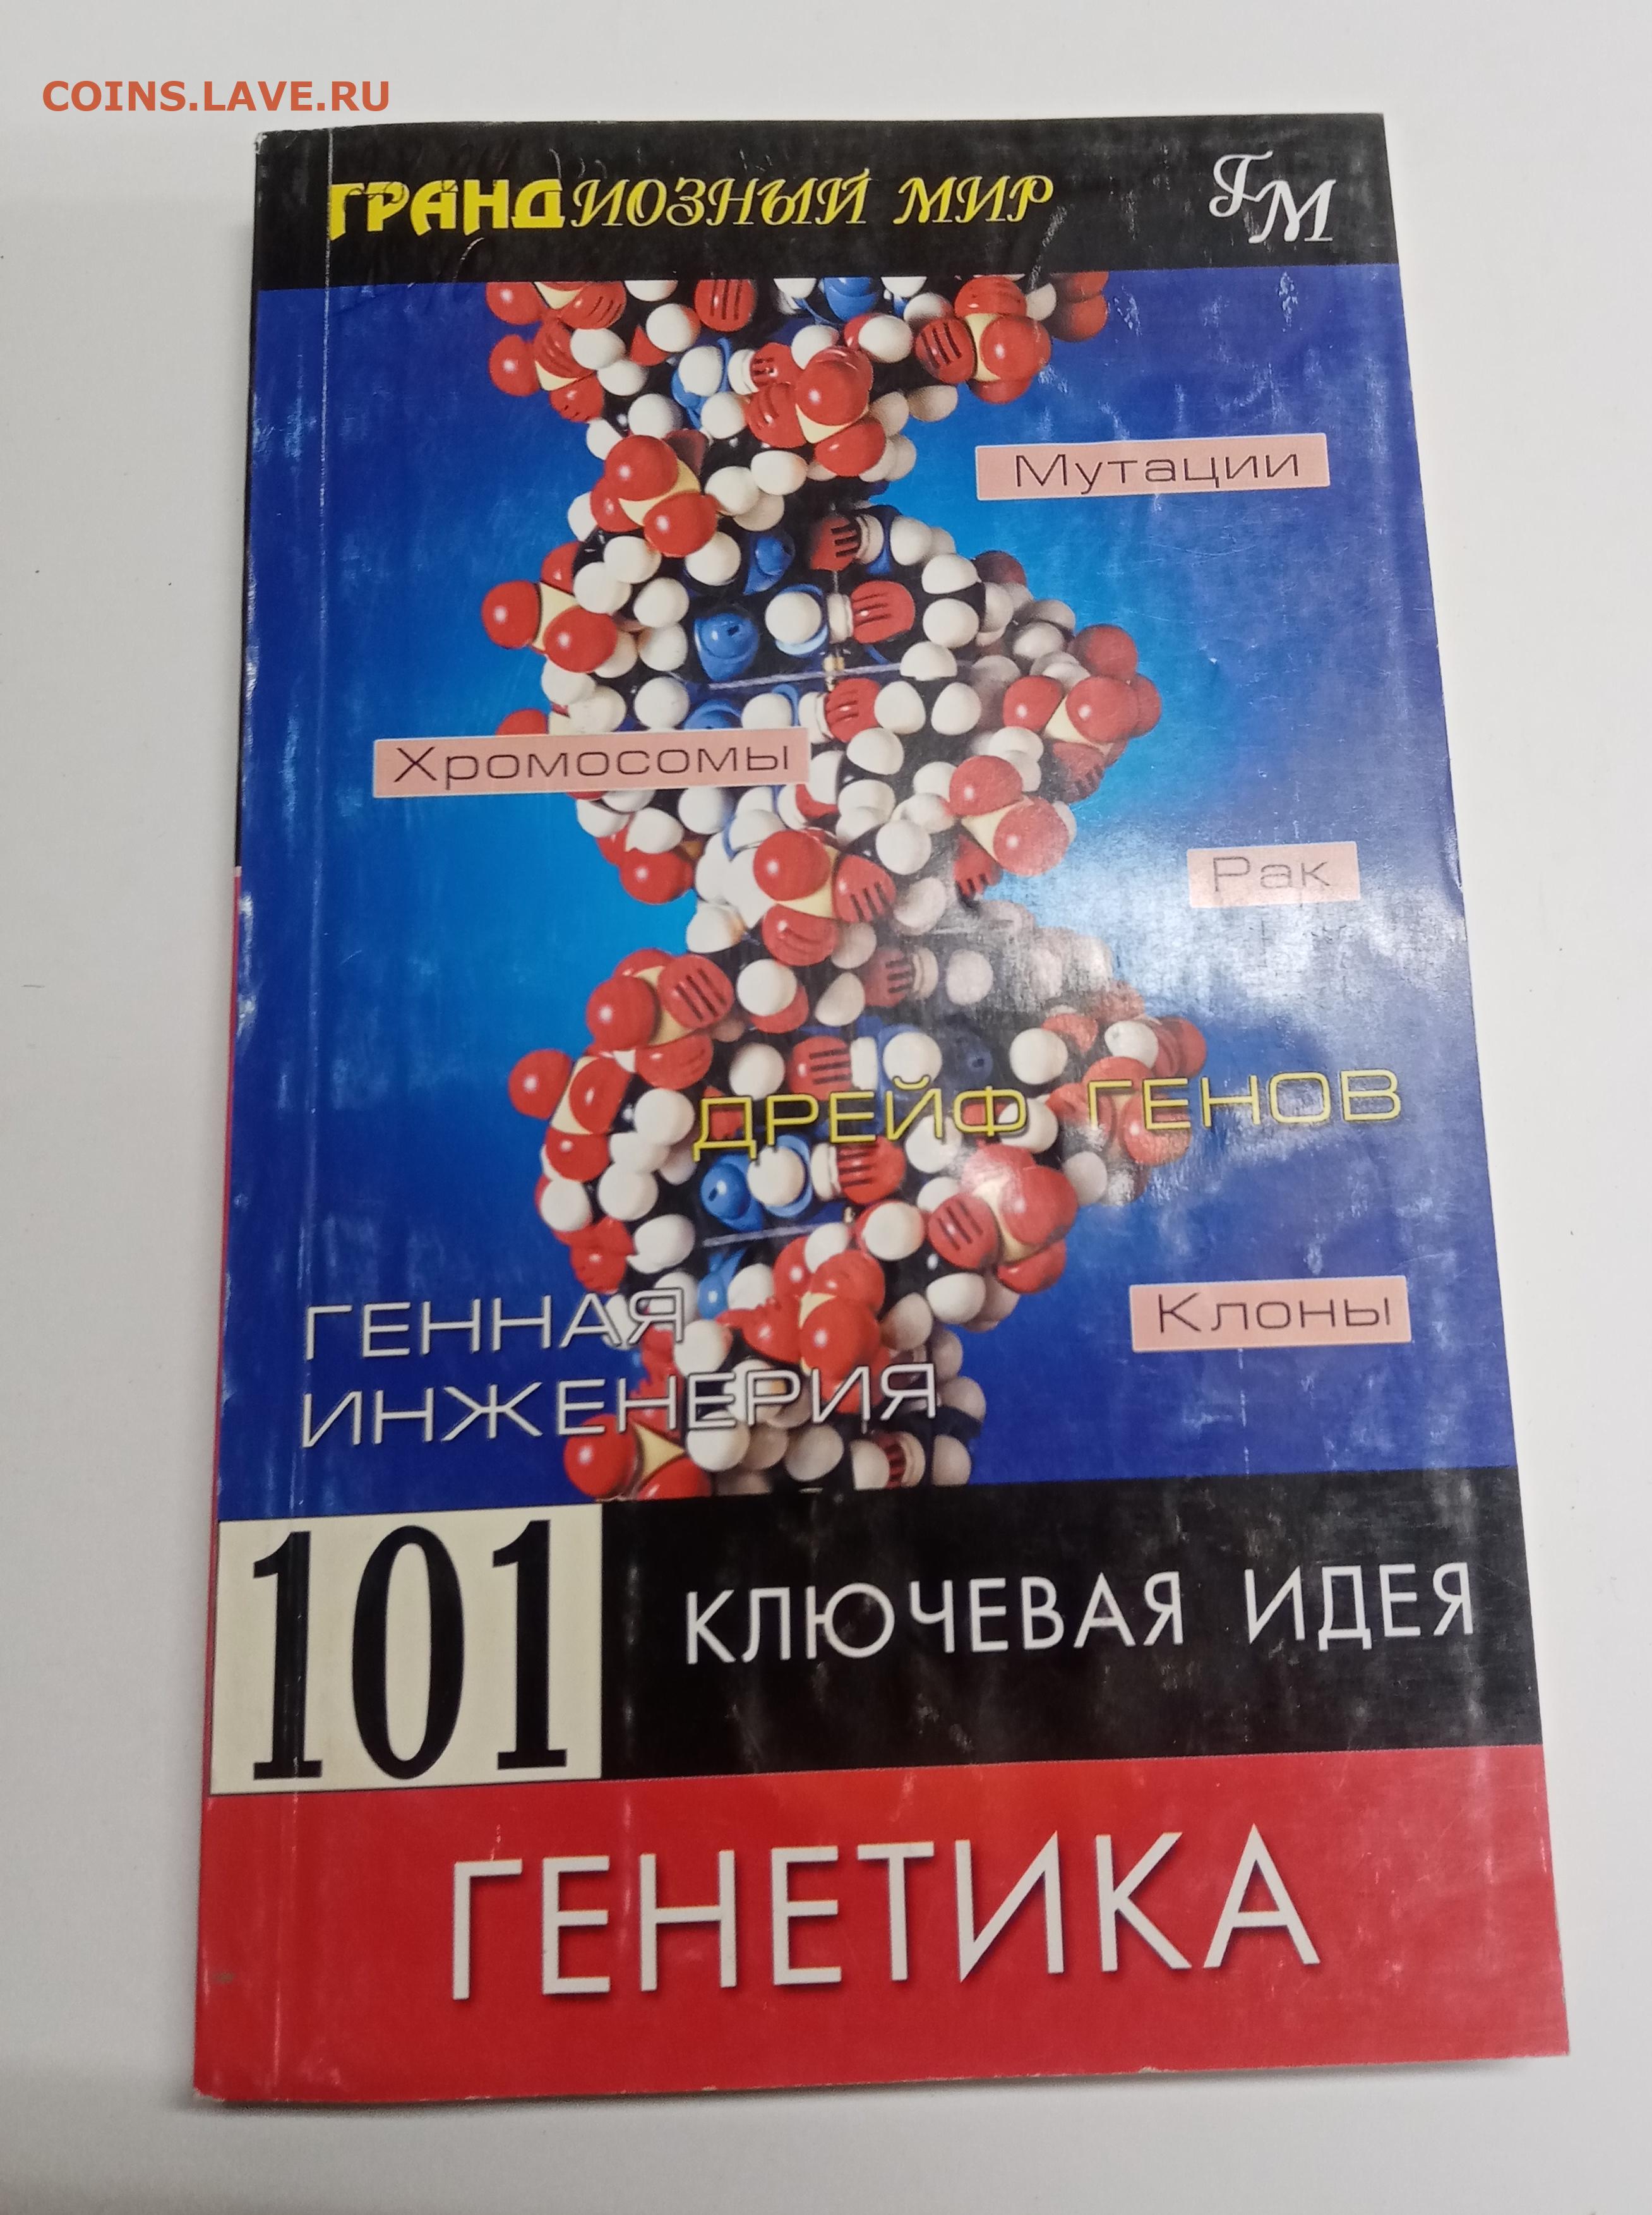 COINS.LAVE.RU
ГРАНДИОЗНЫЙ МИР
ГМ
Мутации
Хромосомы
Рак
ДРЕЙФ ГЕНОВ
Клоны
ГЕННАЯ
ИНЖЕНЕРИЯ
101
КЛЮЧЕВАЯ ИДЕЯ
ГЕНЕТИКА